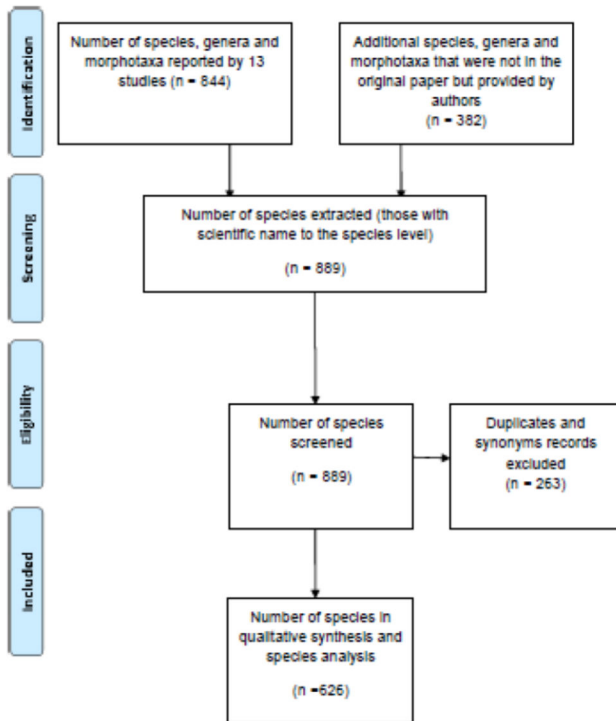 Identification
Number of species, genera and
morphotaxa reported by 13
studies (n = 844)
Additional species, genera and
morphotaxa that were not in the
original paper but provided by
authors
(n = 382)
Screening
Number of species extracted (those with
scientific name to the species level)
(n = 889)
Eligibility
Number of species
screened
(n = 889)
Duplicates and
synonyms records
excluded
(n = 263)
Included
Number of species in
qualitative synthesis and
species analysis
(n =626)